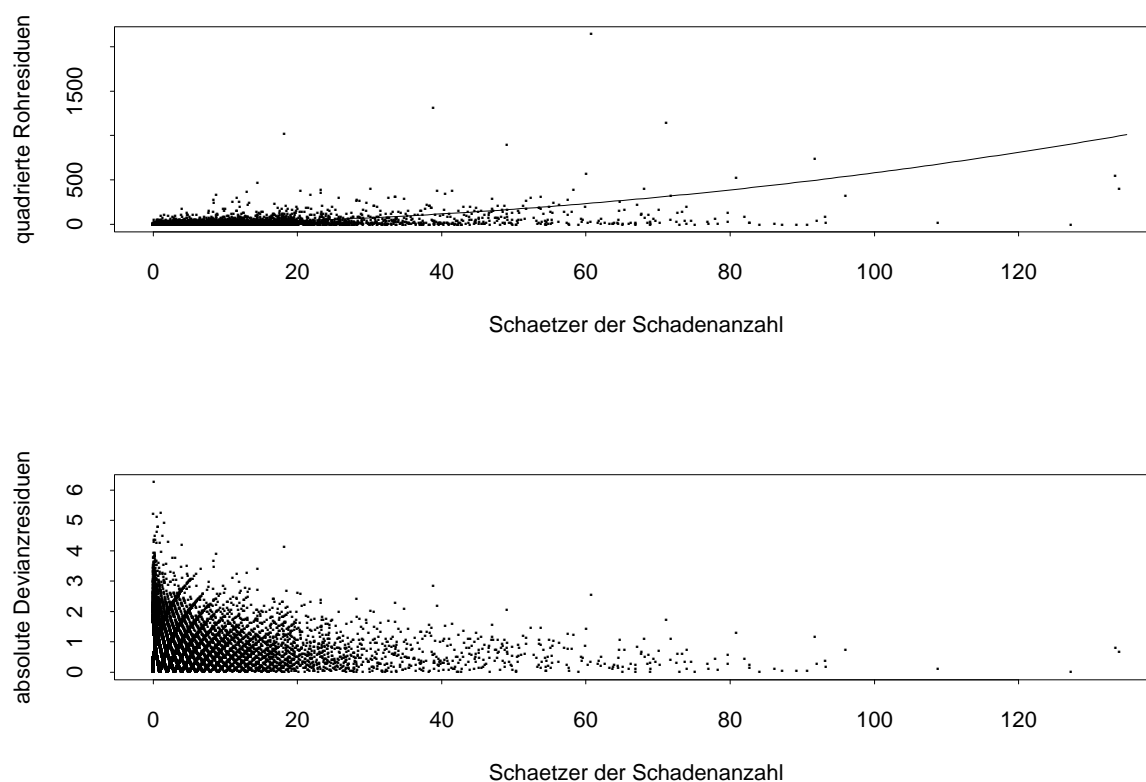 quadrierte Rohresiduen
1500
500
0
0 20 40 60 80 100 120
Schaetzer der Schadenanzahl
absolute Devianzresiduen
6
5
4
3
2
1
0
0 20 40 60 80 100 120
Schaetzer der Schadenanzahl